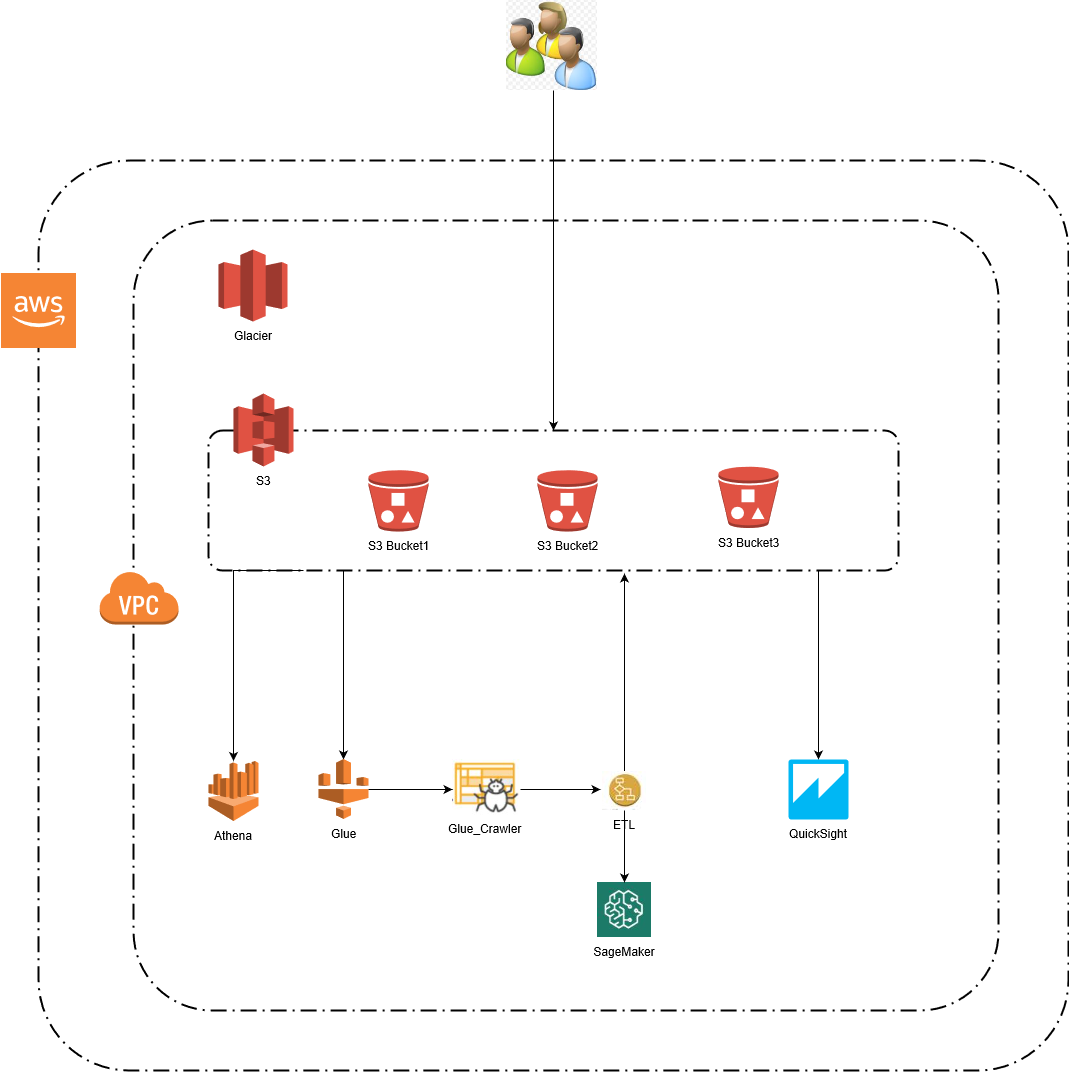 aws
Glacier
S3
S3 Bucket1
S3 Bucket2
S3 Bucket3
VPC
Athena
Glue
Glue_Crawler
ETL
QuickSight
SageMaker